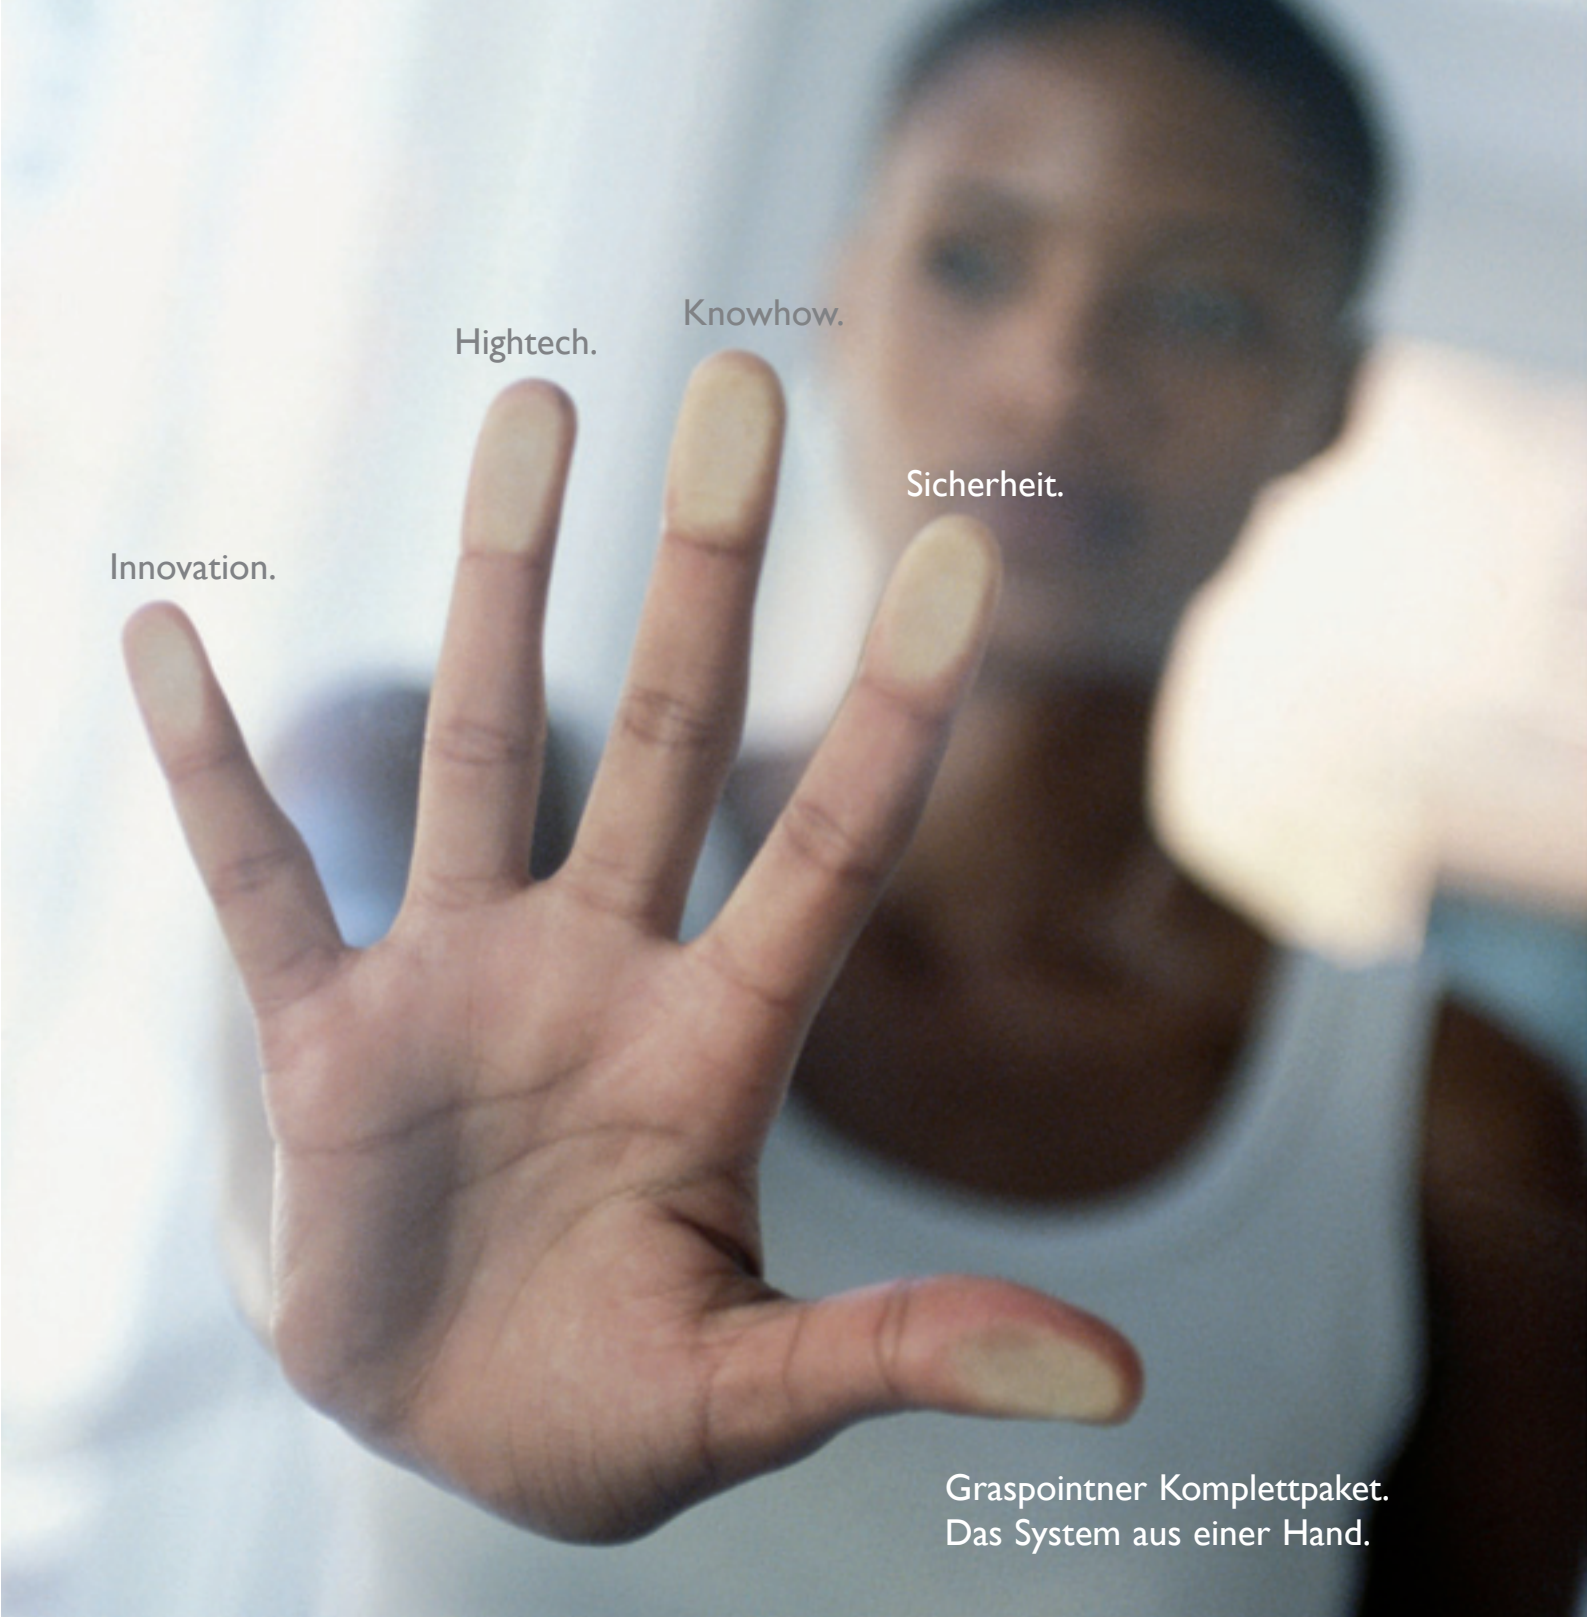 Knowhow.
Hightech.
Sicherheit.
Innovation.
Graspointner Komplettpaket.
Das System aus einer Hand.